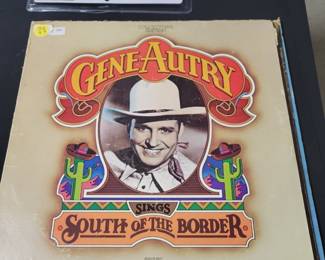 GENE AUTRY
SINGS
SOUTH OF THE BORDER